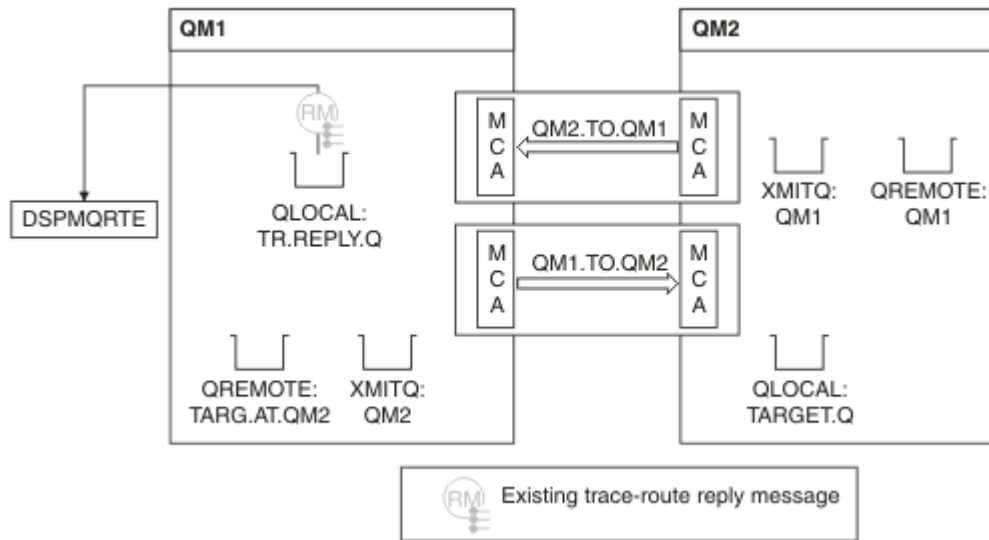 QM1
QM2
RM
M
C
A
QM2.TO.QM1
M
C
A
XMITQ:
QM1
QREMOTE:
QM1
DSPMQRTE
QLOCAL:
TR.REPLY.Q
M
C
A
QM1.TO.QM2
M
C
A
QREMOTE:
TARG.AT.QM2
XMITQ:
QM2
QLOCAL:
TARGET.Q
RM
Existing trace-route reply message